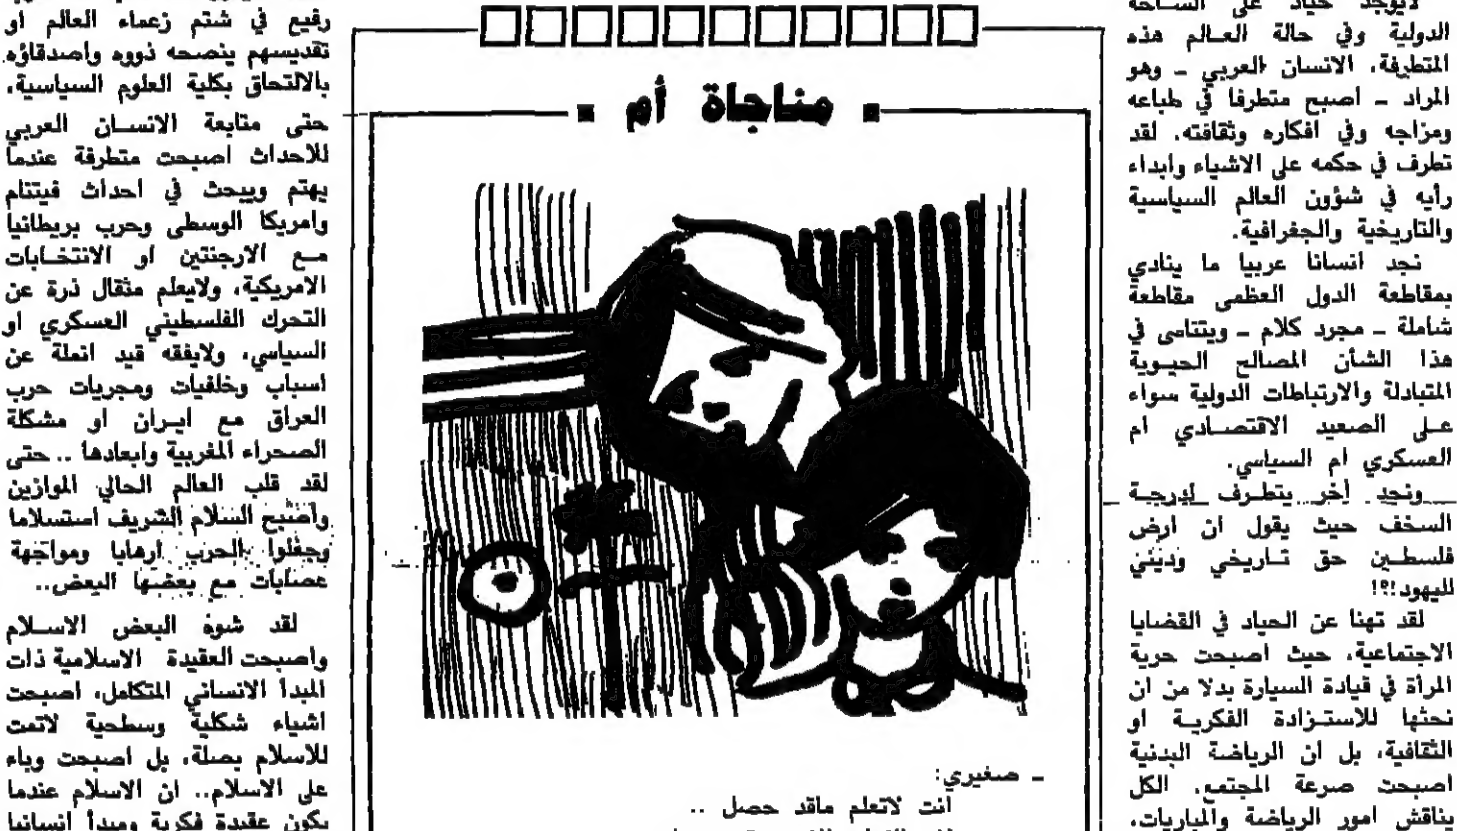 لايوجد حياد على الساحة
الدولية وفي حالة العالم هذه
المتطرفة، الانسان العربي ـ وهو
المراد ـ اصبح متطرفا في طباعه
ومزاجه وفي افكاره وثقافته. لقد
تطرف في حكمه على الاشياء وابداء
رأيه في شؤون العالم السياسية
والتاريخية والجغرافية.
نجد انسانا عربيا ما ينادي
بمقاطعة الدول العظمى مقاطعة
شاملة ـ مجرد كلام ـ ويتناسى في
هذا الشأن المصالح الحيوية
المتبادلة والارتباطات الدولية سواء
على الصعيد الاقتصادي ام
العسكري ام السياسي.
ونجد آخر يتطرف لدرجة
السخف حيث يقول ان ارض
فلسطين حق تاريخي وديني
لليهود!؟!
لقد تهنا عن الحياد في القضايا
الاجتماعية، حيث اصبحت حرية
المرأة في قيادة السيارة بدلا من ان
نحثها للاستزادة الفكرية او
الثقافية، بل ان الرياضة البدنية
اصبحت صرعة المجتمع. الكل
يناقش امور الرياضة والمباريات،
مناجاة أم
ـ صغيري:
انت لاتعلم ماقد حصل ..
رفيع في شتم زعماء العالم او
تقديسهم ينصحه ذووه واصدقاؤه
بالالتحاق بكلية العلوم السياسية،
حتى متابعة الانسان العربي
للاحداث اصبحت متطرفة عندما
يهتم ويبحث في احداث فيتنام
وامريكا الوسطى وحرب بريطانيا
مع الارجنتين او الانتخابات
الامريكية، ولايعلم مثقال ذرة عن
التحرك الفلسطيني العسكري او
السياسي، ولايفقه قيد انملة عن
اسباب وخلفيات ومجريات حرب
العراق مع ايران او مشكلة
الصحراء المغربية وابعادها .. حتى
لقد قلب العالم الحالي الموازين
وأصبح السلام الشريف استسلاما
وجعلوا الحرب ارهابا ومواجهة
عصابات مع بعضها البعض..
لقد شوه البعض الاسلام
واصبحت العقيدة الاسلامية ذات
المبدأ الانساني المتكامل، اصبحت
اشياء شكلية وسطحية لاتمت
للاسلام بصلة، بل اصبحت وباء
على الاسلام.. ان الاسلام عندما
يكون عقيدة فكرية ومبدأ انسانيا